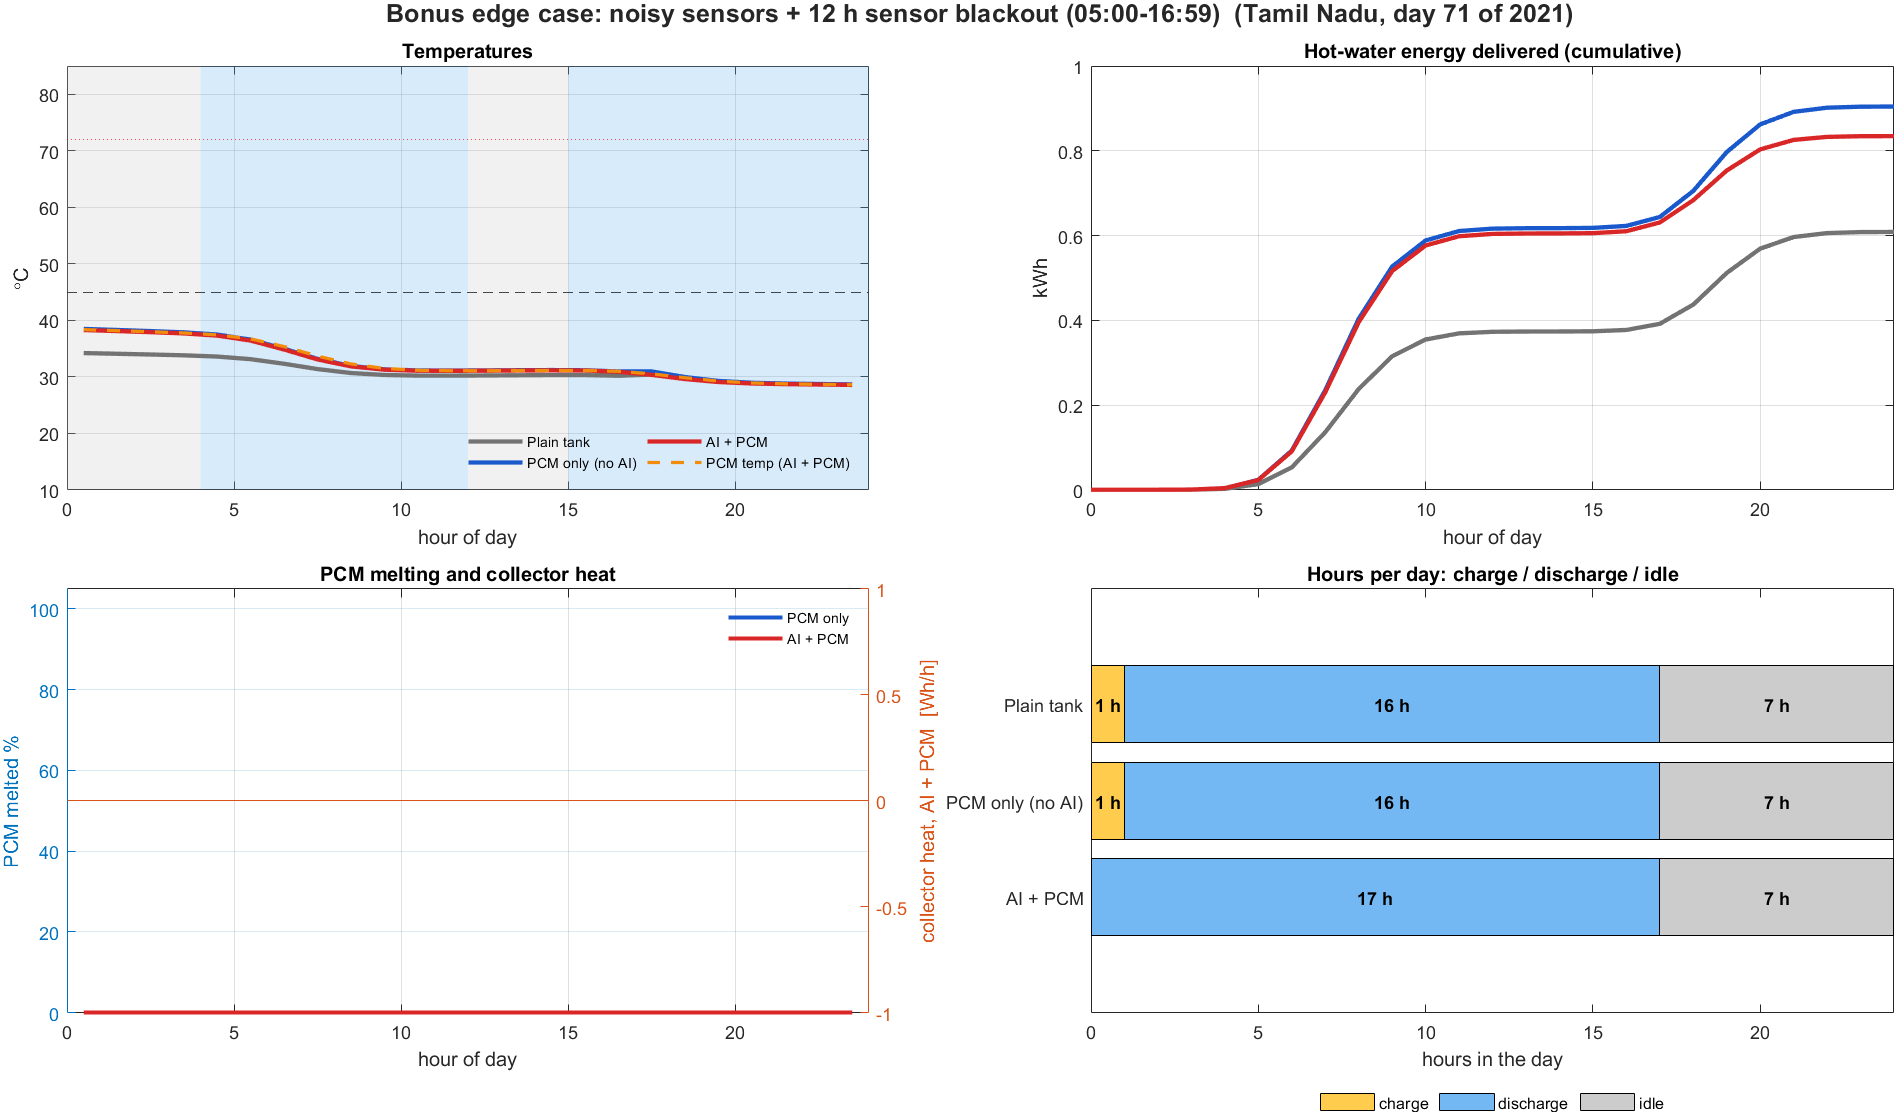 Bonus edge case: noisy sensors + 12 h sensor blackout (05:00-16:59)  (Tamil Nadu, day 71 of 2021)
Temperatures
80
70
60
50
40
30
20
10
°C
0 5 10 15 20
hour of day
Plain tank
PCM only (no AI)
AI + PCM
PCM temp (AI + PCM)
Hot-water energy delivered (cumulative)
1
0.8
0.6
0.4
0.2
0
kWh
0 5 10 15 20
hour of day
PCM melting and collector heat
100
80
60
40
20
0
PCM melted %
PCM only
AI + PCM
1
0.5
0
-0.5
-1
collector heat, AI + PCM  [Wh/h]
0 5 10 15 20
hour of day
Hours per day: charge / discharge / idle
Plain tank 1 h 16 h 7 h
PCM only (no AI) 1 h 16 h 7 h
AI + PCM 17 h 7 h
0 5 10 15 20
hours in the day
charge discharge idle